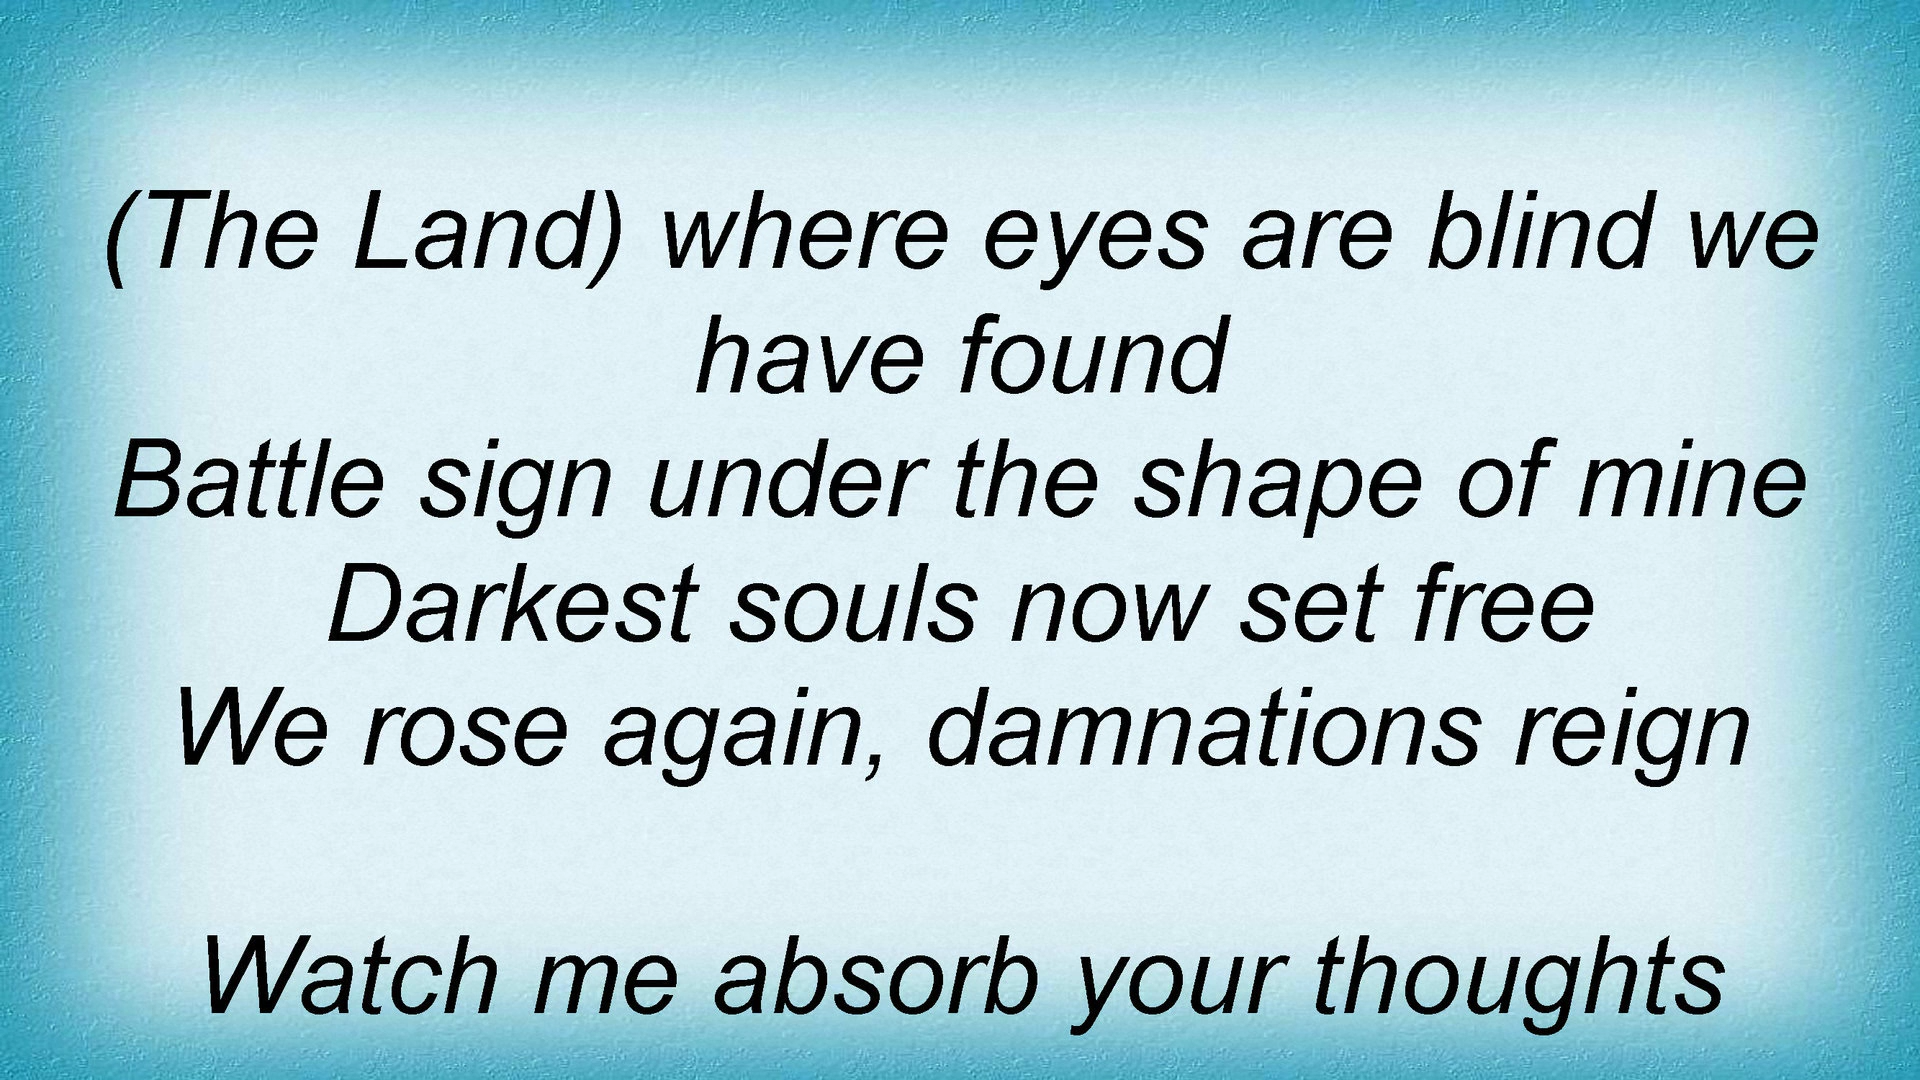 (The Land) where eyes are blind we
have found
Battle sign under the shape of mine
Darkest souls now set free
We rose again, damnations reign
Watch me absorb your thoughts